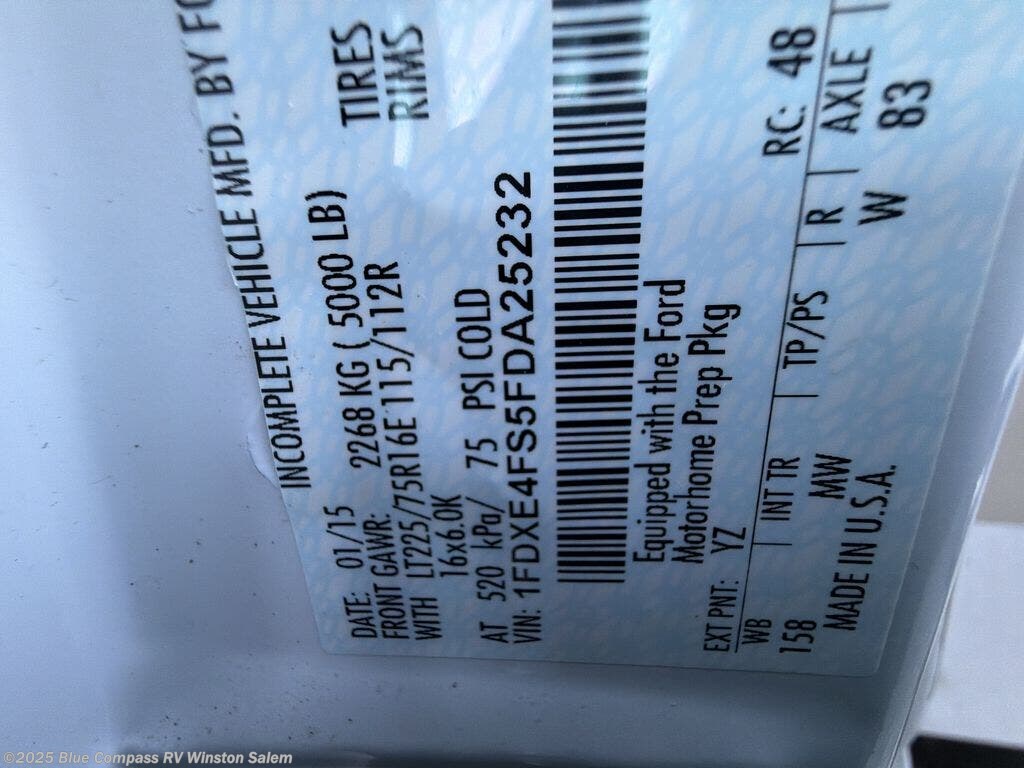 INCOMPLETE VEHICLE MFD. BY FO
DATE: 01/15
FRONT GAWR: 2268 KG ( 5000 LB) TIRES
WITH LT225/75R16E 115/112R RIMS
16x6.0K
AT 520 kPa/ 75 PSI COLD
VIN: 1FDXE4FS5FDA25232
Equipped with the Ford
Motorhome Prep Pkg
EXT PNT: YZ RC: 48
WB INT TR TP/PS R AXLE
158 MW W 83
MADE IN U.S.A.
©2025 Blue Compass RV Winston Salem